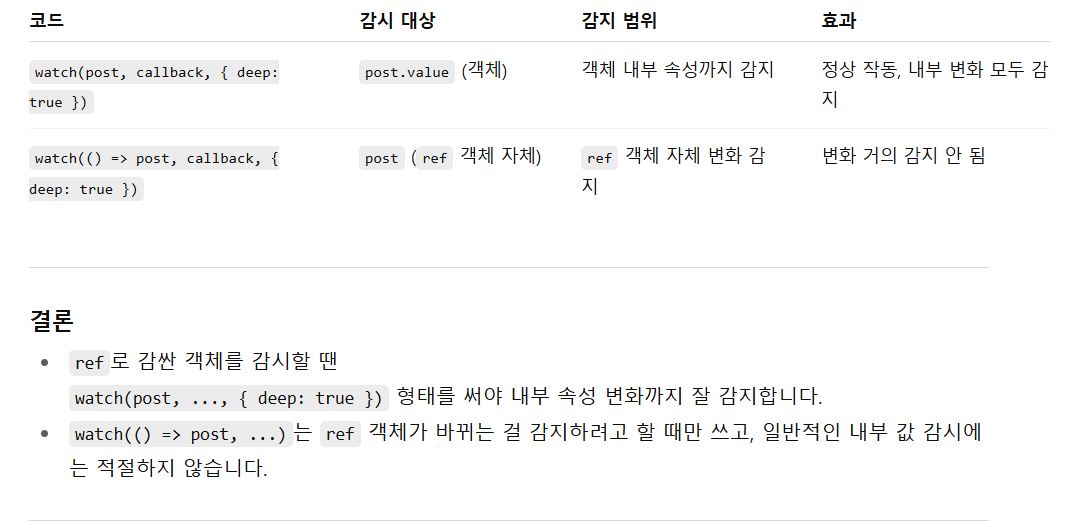 코드 감시 대상 감지 범위 효과
watch(post, callback, { deep: post.value (객체) 객체 내부 속성까지 감지 정상 작동, 내부 변화 모두 감
true }) 지
watch(() => post, callback, { post (ref 객체 자체) ref 객체 자체 변화 감 변화 거의 감지 안 됨
deep: true }) 지
결론
ref로 감싼 객체를 감시할 땐
watch(post, ..., { deep: true }) 형태를 써야 내부 속성 변화까지 잘 감지합니다.
watch(() => post, ...)는 ref 객체가 바뀌는 걸 감지하려고 할 때만 쓰고, 일반적인 내부 값 감시에
는 적절하지 않습니다.